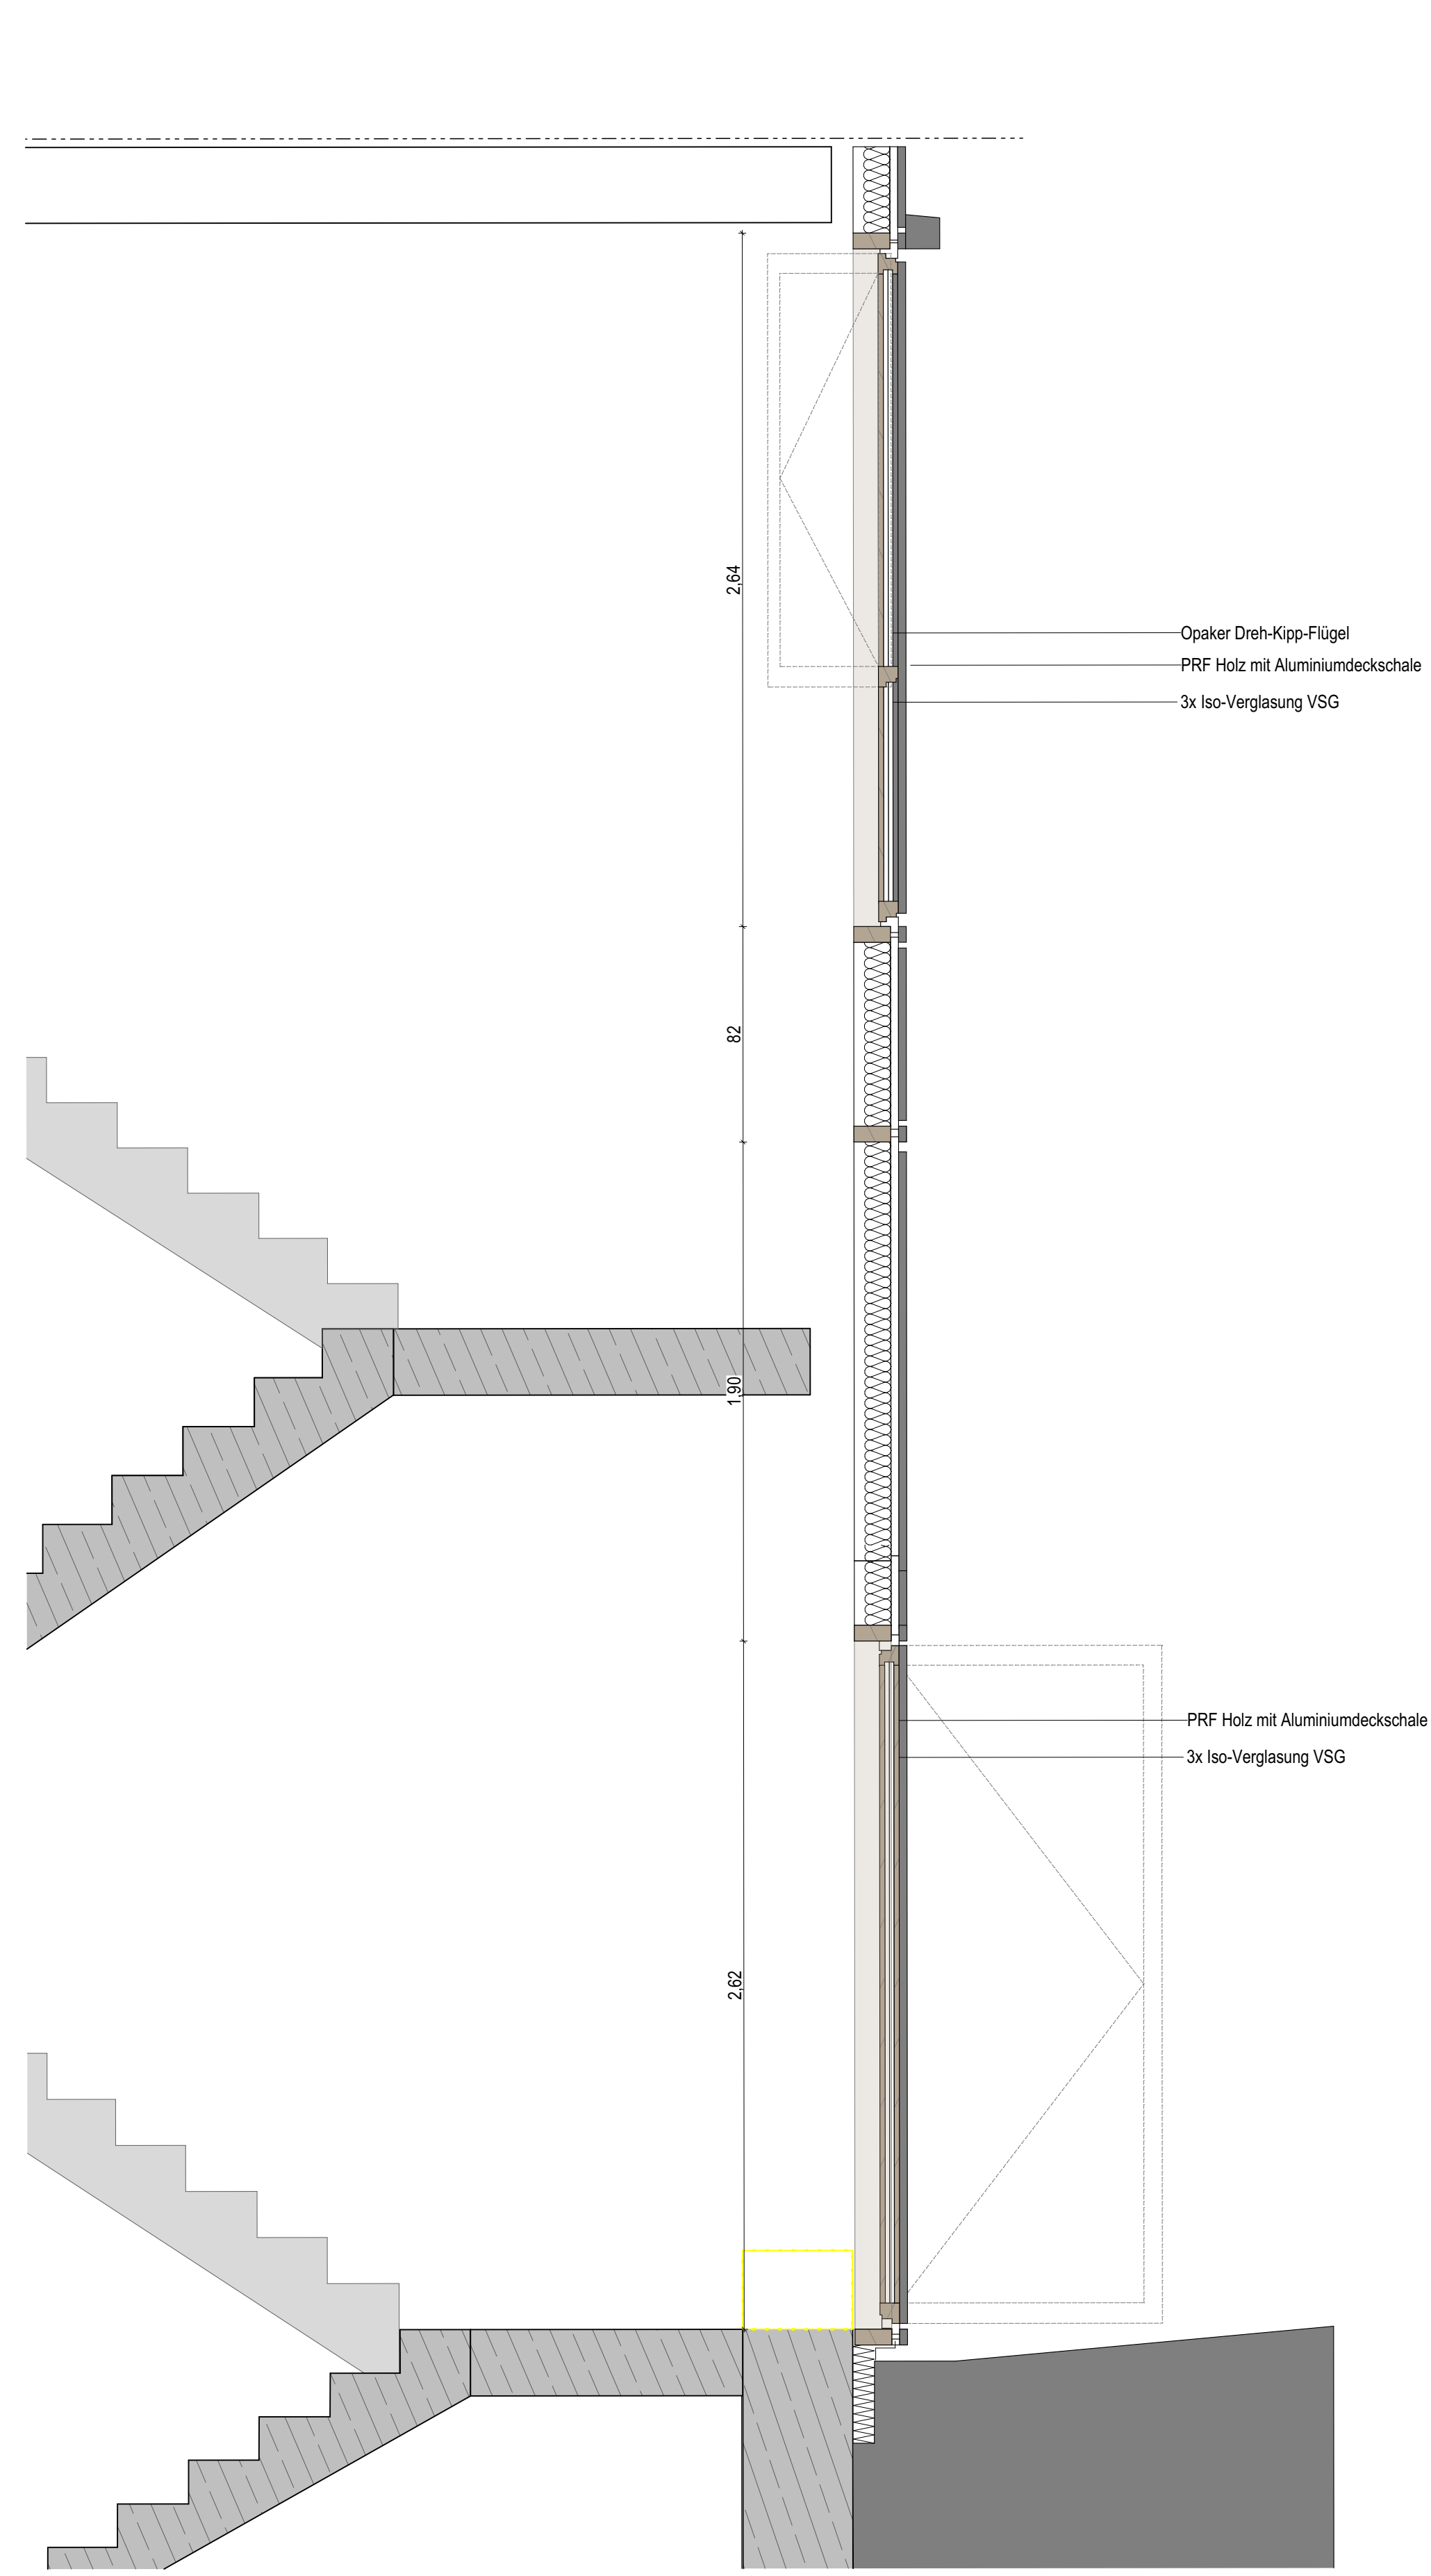 2,64
Opaker Dreh-Kipp-Flügel
PRF Holz mit Aluminiumdeckschale
3x Iso-Verglasung VSG
82
1,90
PRF Holz mit Aluminiumdeckschale
3x Iso-Verglasung VSG
2,62